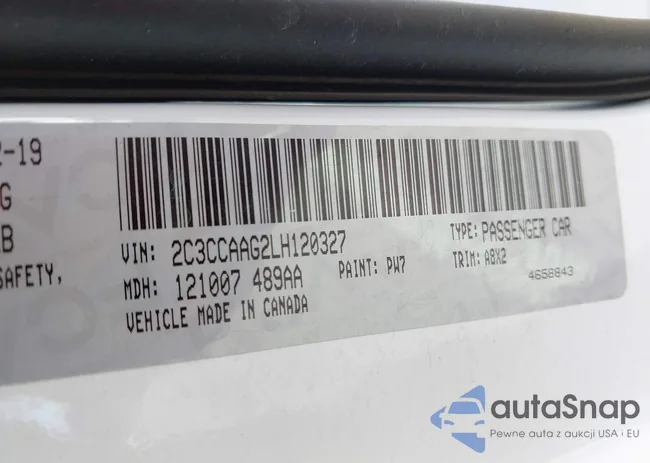 2-19
G
LB
SAFETY,
VIN: 2C3CCAAG2LH120327
TYPE: PASSENGER CAR
MDH: 121007 489AA
PAINT: PW7
TRIM: A8X2
VEHICLE MADE IN CANADA
4658843
autaSnap
Pewne auta z aukcji USA i EU